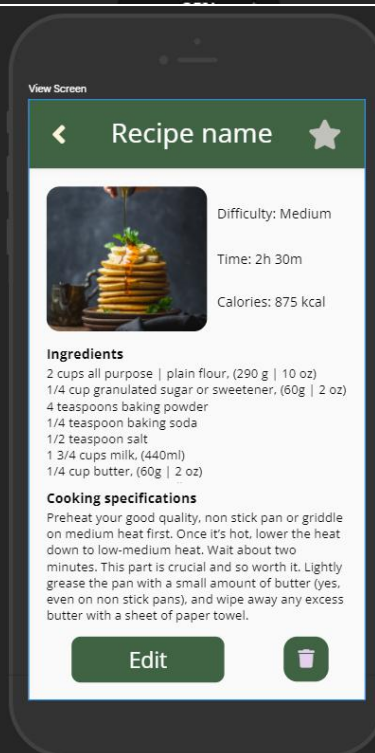 View Screen
Recipe name
Difficulty: Medium
Time: 2h 30m
Calories: 875 kcal
Ingredients
2 cups all purpose | plain flour, (290 g | 10 oz)
1/4 cup granulated sugar or sweetener, (60g | 2 oz)
4 teaspoons baking powder
1/4 teaspoon baking soda
1/2 teaspoon salt
1 3/4 cups milk, (440ml)
1/4 cup butter, (60g | 2 oz)
Cooking specifications
Preheat your good quality, non stick pan or griddle
on medium heat first. Once it's hot, lower the heat
down to low-medium heat. Wait about two
minutes. This part is crucial and so worth it. Lightly
grease the pan with a small amount of butter (yes,
even on non stick pans), and wipe away any excess
butter with a sheet of paper towel.
Edit